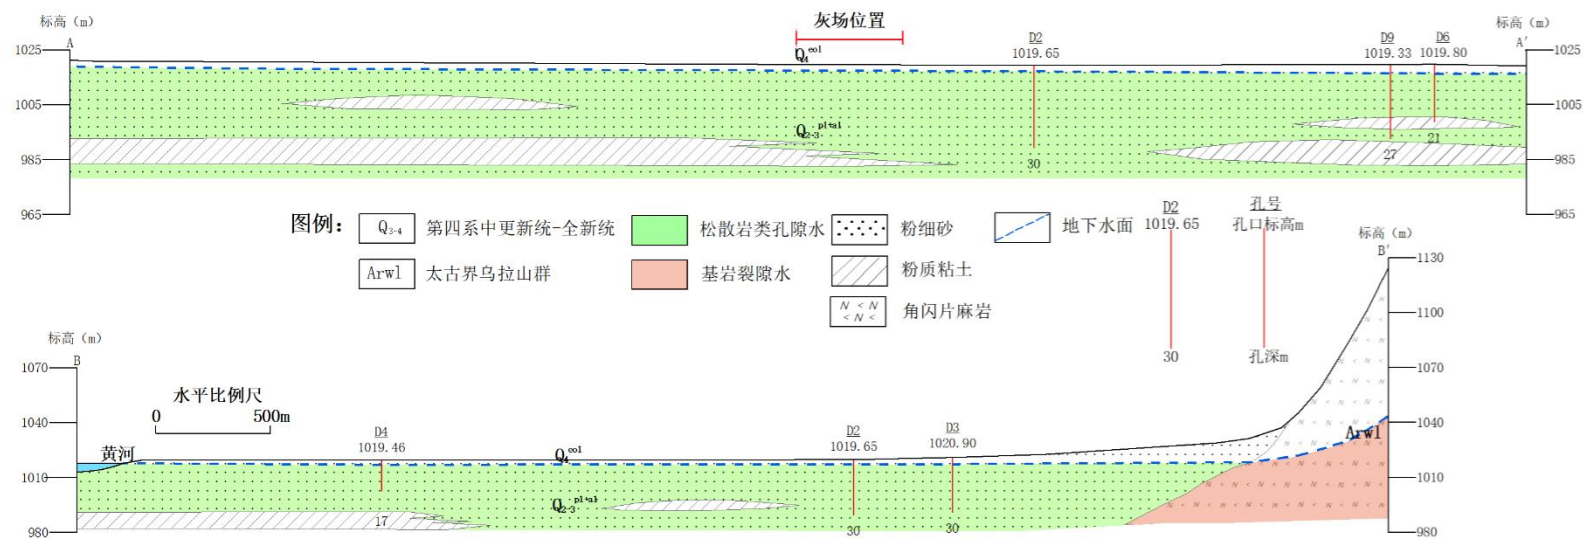 标高（m）
A
灰场位置
标高（m）
A′
1025
1005
985
965
Q₄ᵉᵒˡ
D2
1019.65
30
D9
1019.33
27
D6
1019.80
21
Q₂₋₃ᵖˡ⁺ᵃˡ
1025
1005
985
965
图例：
Q₃₋₄ 第四系中更新统-全新统
松散岩类孔隙水
粉细砂
地下水面
Arwl 太古界乌拉山群
基岩裂隙水
粉质粘土
N < N
< N <
角闪片麻岩
D2
1019.65
30
孔号
孔口标高m
孔深m
标高（m）
B′
1130
1100
1070
1040
1010
980
标高（m）
B
1070
1040
1010
980
水平比例尺
0 500m
黄河
D4
1019.46
17
Q₄ᵉᵒˡ
Q₂₋₃ᵖˡ⁺ᵃˡ
D2
1019.65
30
D3
1020.90
30
Arwl